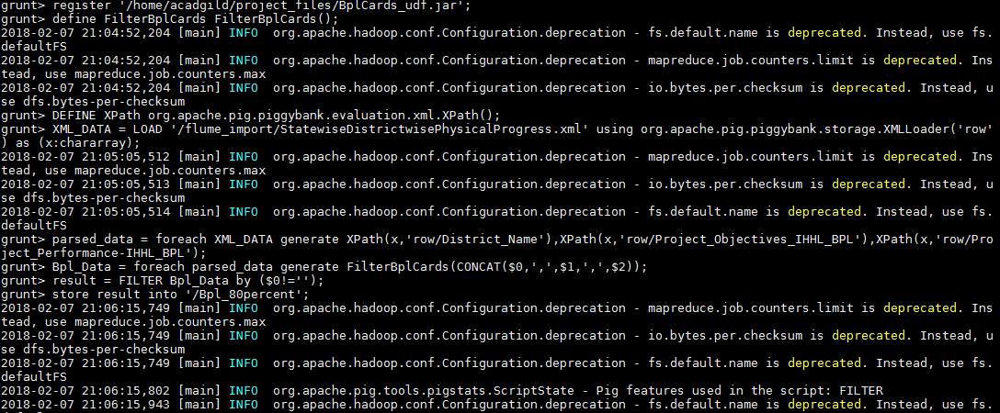 grunt> register '/home/acadgild/project_files/BplCards_udf.jar';
grunt> define FilterBplCards FilterBplCards();
2018-02-07 21:04:52,204 [main] INFO  org.apache.hadoop.conf.Configuration.deprecation - fs.default.name is deprecated. Instead, use fs.
defaultFS
2018-02-07 21:04:52,204 [main] INFO  org.apache.hadoop.conf.Configuration.deprecation - mapreduce.job.counters.limit is deprecated. Ins
tead, use mapreduce.job.counters.max
2018-02-07 21:04:52,204 [main] INFO  org.apache.hadoop.conf.Configuration.deprecation - io.bytes.per.checksum is deprecated. Instead, u
se dfs.bytes-per-checksum
grunt> DEFINE XPath org.apache.pig.piggybank.evaluation.xml.XPath();
grunt> XML_DATA = LOAD '/flume_import/StatewiseDistrictwisePhysicalProgress.xml' using org.apache.pig.piggybank.storage.XMLLoader('row'
) as (x:chararray);
2018-02-07 21:05:05,512 [main] INFO  org.apache.hadoop.conf.Configuration.deprecation - mapreduce.job.counters.limit is deprecated. Ins
tead, use mapreduce.job.counters.max
2018-02-07 21:05:05,513 [main] INFO  org.apache.hadoop.conf.Configuration.deprecation - io.bytes.per.checksum is deprecated. Instead, u
se dfs.bytes-per-checksum
2018-02-07 21:05:05,514 [main] INFO  org.apache.hadoop.conf.Configuration.deprecation - fs.default.name is deprecated. Instead, use fs.
defaultFS
grunt> parsed_data = foreach XML_DATA generate XPath(x,'row/District_Name'),XPath(x,'row/Project_Objectives_IHHL_BPL'),XPath(x,'row/Pro
ject_Performance-IHHL_BPL');
grunt> Bpl_Data = foreach parsed_data generate FilterBplCards(CONCAT($0,',',$1,',',$2));
grunt> result = FILTER Bpl_Data by ($0!='');
grunt> store result into '/Bpl_80percent';
2018-02-07 21:06:15,749 [main] INFO  org.apache.hadoop.conf.Configuration.deprecation - mapreduce.job.counters.limit is deprecated. Ins
tead, use mapreduce.job.counters.max
2018-02-07 21:06:15,749 [main] INFO  org.apache.hadoop.conf.Configuration.deprecation - io.bytes.per.checksum is deprecated. Instead, u
se dfs.bytes-per-checksum
2018-02-07 21:06:15,749 [main] INFO  org.apache.hadoop.conf.Configuration.deprecation - fs.default.name is deprecated. Instead, use fs.
defaultFS
2018-02-07 21:06:15,802 [main] INFO  org.apache.pig.tools.pigstats.ScriptState - Pig features used in the script: FILTER
2018-02-07 21:06:15,943 [main] INFO  org.apache.hadoop.conf.Configuration.deprecation - fs.default.name is deprecated. Instead, use fs.